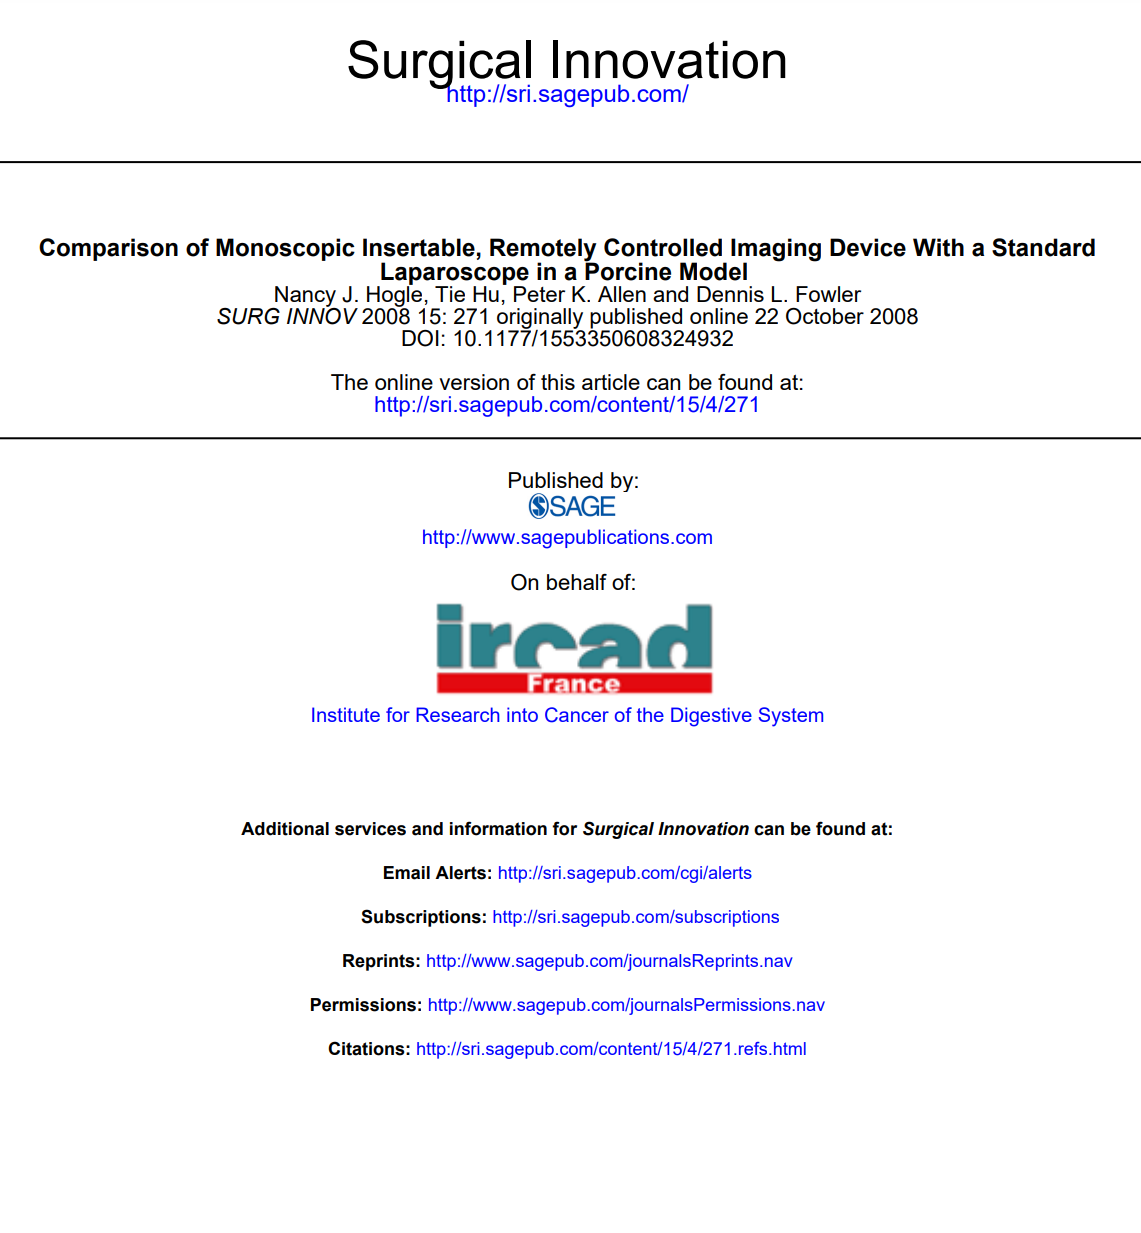 Surgical Innovation
http://sri.sagepub.com/
Comparison of Monoscopic Insertable, Remotely Controlled Imaging Device With a Standard
Laparoscope in a Porcine Model
Nancy J. Hogle, Tie Hu, Peter K. Allen and Dennis L. Fowler
SURG INNOV 2008 15: 271 originally published online 22 October 2008
DOI: 10.1177/1553350608324932
The online version of this article can be found at:
http://sri.sagepub.com/content/15/4/271
Published by:
SAGE
http://www.sagepublications.com
On behalf of:
ircad
France
Institute for Research into Cancer of the Digestive System
Additional services and information for Surgical Innovation can be found at:
Email Alerts: http://sri.sagepub.com/cgi/alerts
Subscriptions: http://sri.sagepub.com/subscriptions
Reprints: http://www.sagepub.com/journalsReprints.nav
Permissions: http://www.sagepub.com/journalsPermissions.nav
Citations: http://sri.sagepub.com/content/15/4/271.refs.html